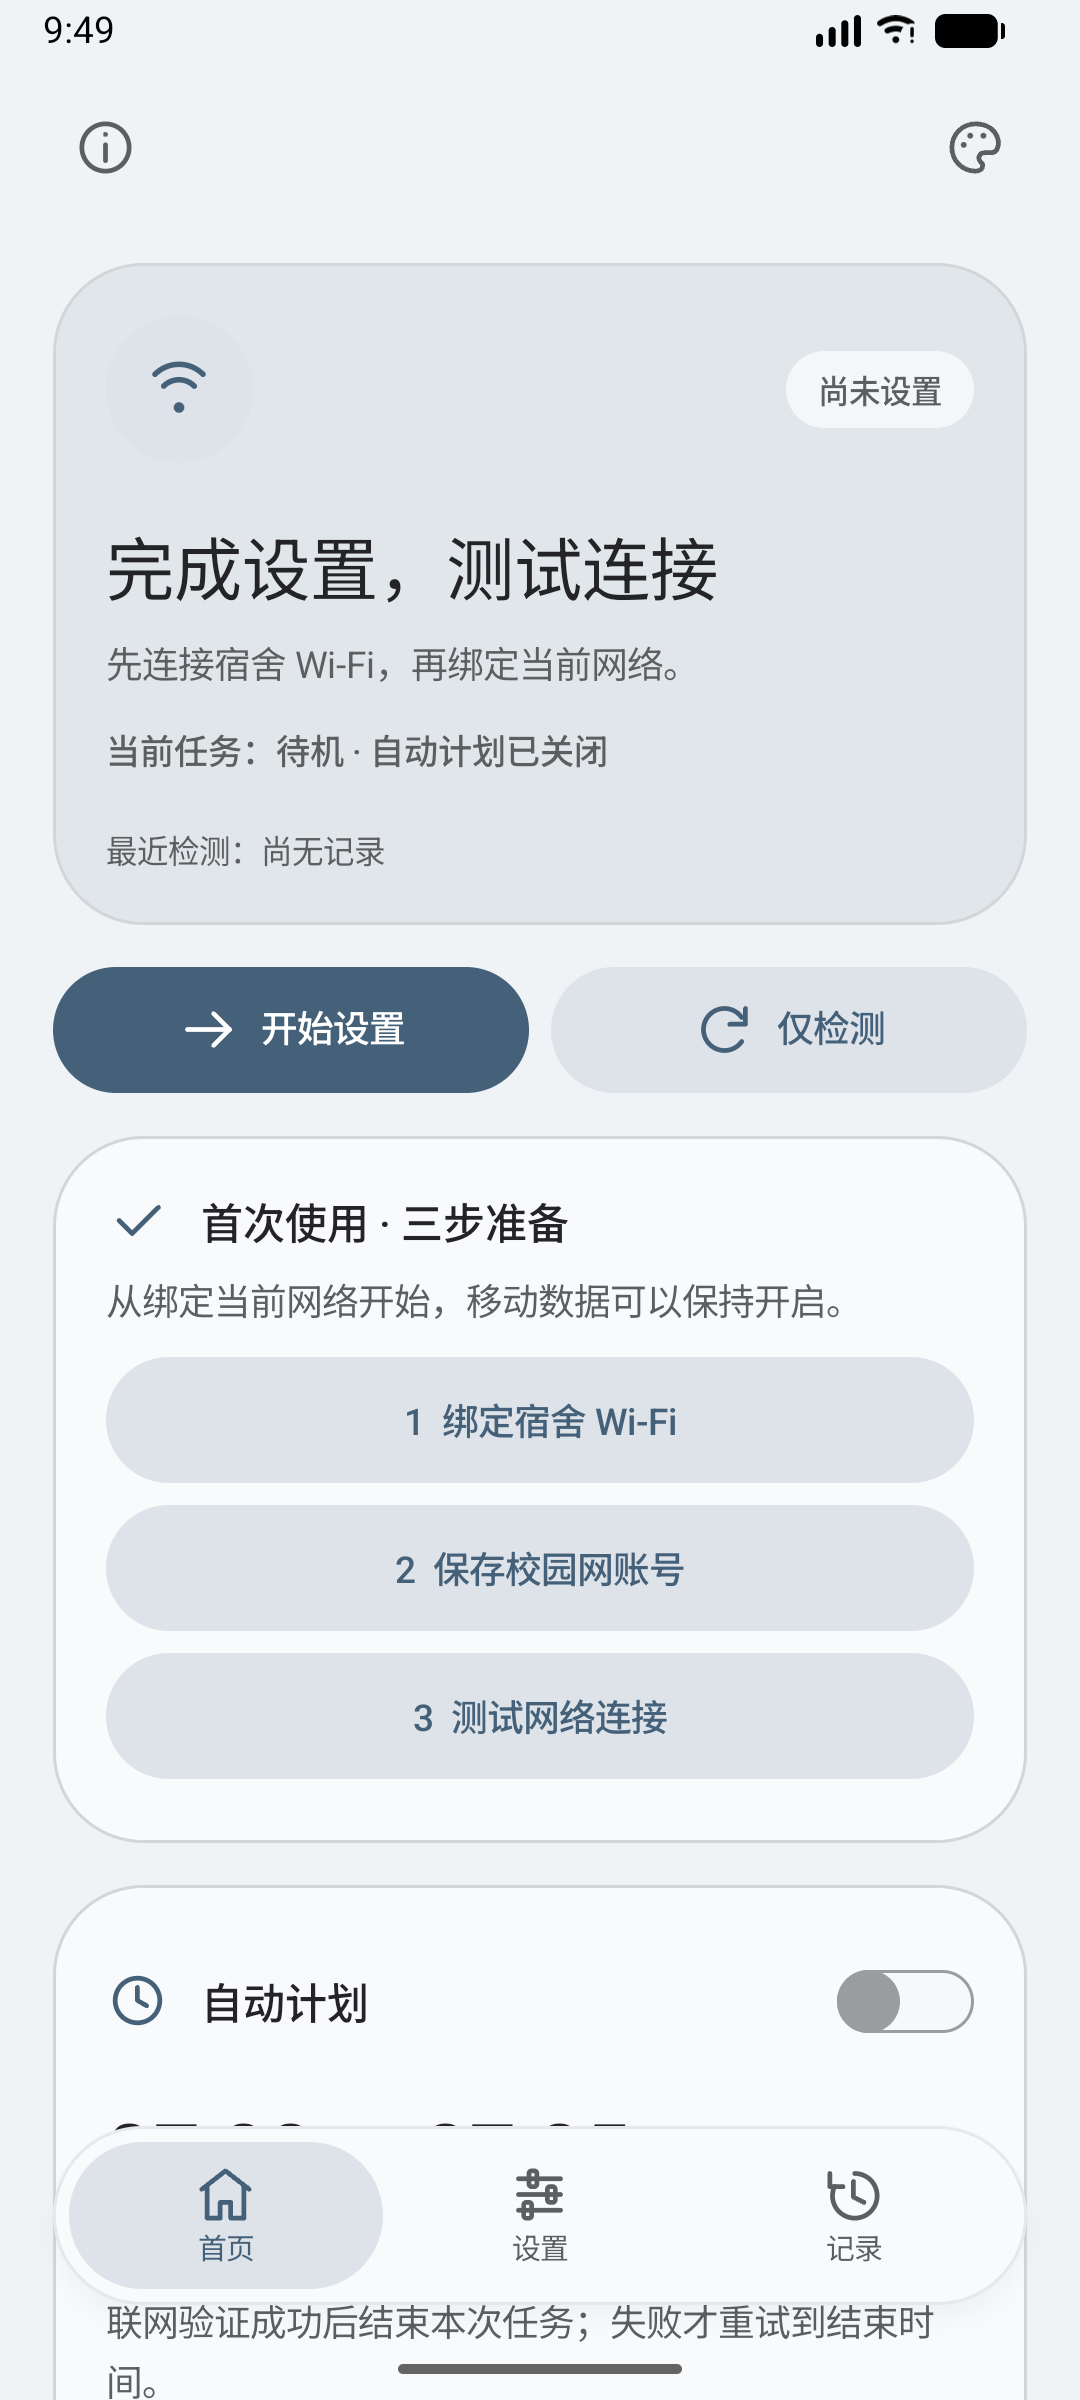 9:49
尚未设置
完成设置，测试连接
先连接宿舍 Wi-Fi，再绑定当前网络。
当前任务：待机 · 自动计划已关闭
最近检测：尚无记录
开始设置
仅检测
首次使用 · 三步准备
从绑定当前网络开始，移动数据可以保持开启。
1 绑定宿舍 Wi-Fi
2 保存校园网账号
3 测试网络连接
自动计划
首页
设置
记录
联网验证成功后结束本次任务；失败才重试到结束时
间。